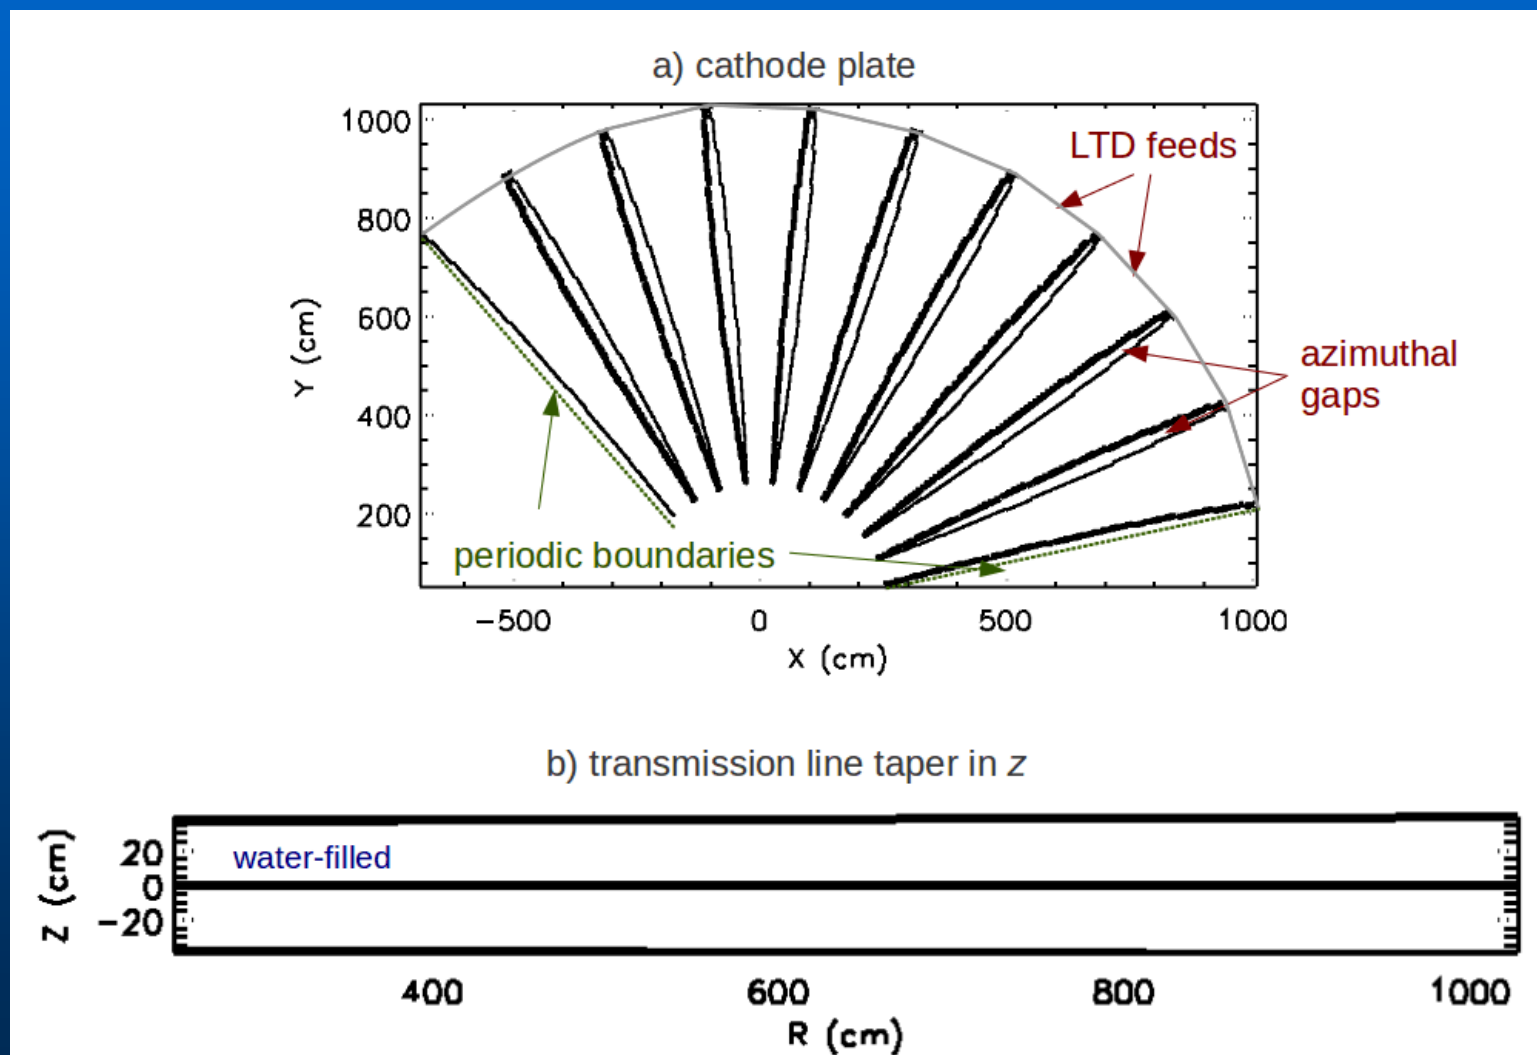 a) cathode plate
1000
800
600
400
200
Y (cm)
LTD feeds
azimuthal
gaps
periodic boundaries
−500 0 500 1000
X (cm)
b) transmission line taper in z
20
0
−20
Z (cm)
water-filled
400 600 800 1000
R (cm)